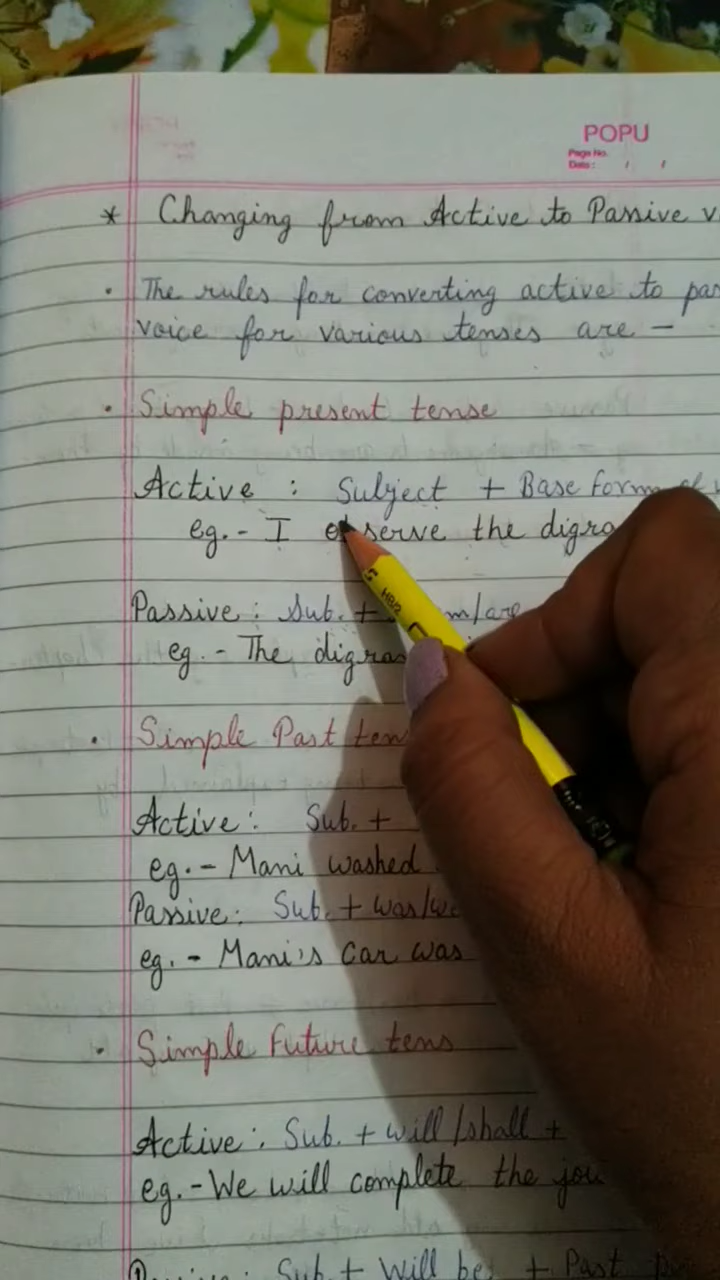 POPU
Page No.
Date: / /
* Changing from Active to Passive
• The rules for converting active to
voice for various tenses are –
• Simple present tense
Active : Subject + Base form of
eg.- I observe the
Passive : Sub. +
eg.- The
• Simple Past
Active : Sub. +
eg.- Mani washed
Passive : Sub. + was/
eg.- Mani's car was
• Simple Future tens
Active : Sub. + will/shall +
eg.- We will complete the
Sub. + Will be + Past